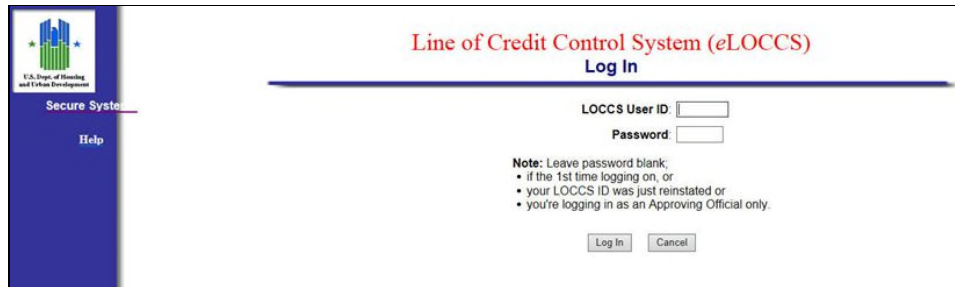 Line of Credit Control System (eLOCCS)
Log In
U.S. Dept. of Housing
and Urban Development
Secure Syste
Help
LOCCS User ID:
Password:
Note: Leave password blank;
• if the 1st time logging on, or
• your LOCCS ID was just reinstated or
• you're logging in as an Approving Official only.
Log In Cancel